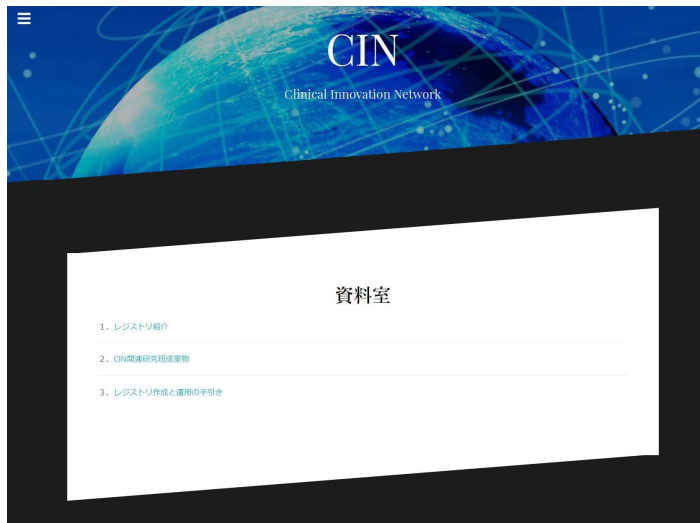 CIN
Clinical Innovation Network
資料室
1. レジストリ紹介
2. CIN関連研究班成果物
3. レジストリ作成と運用の手引き